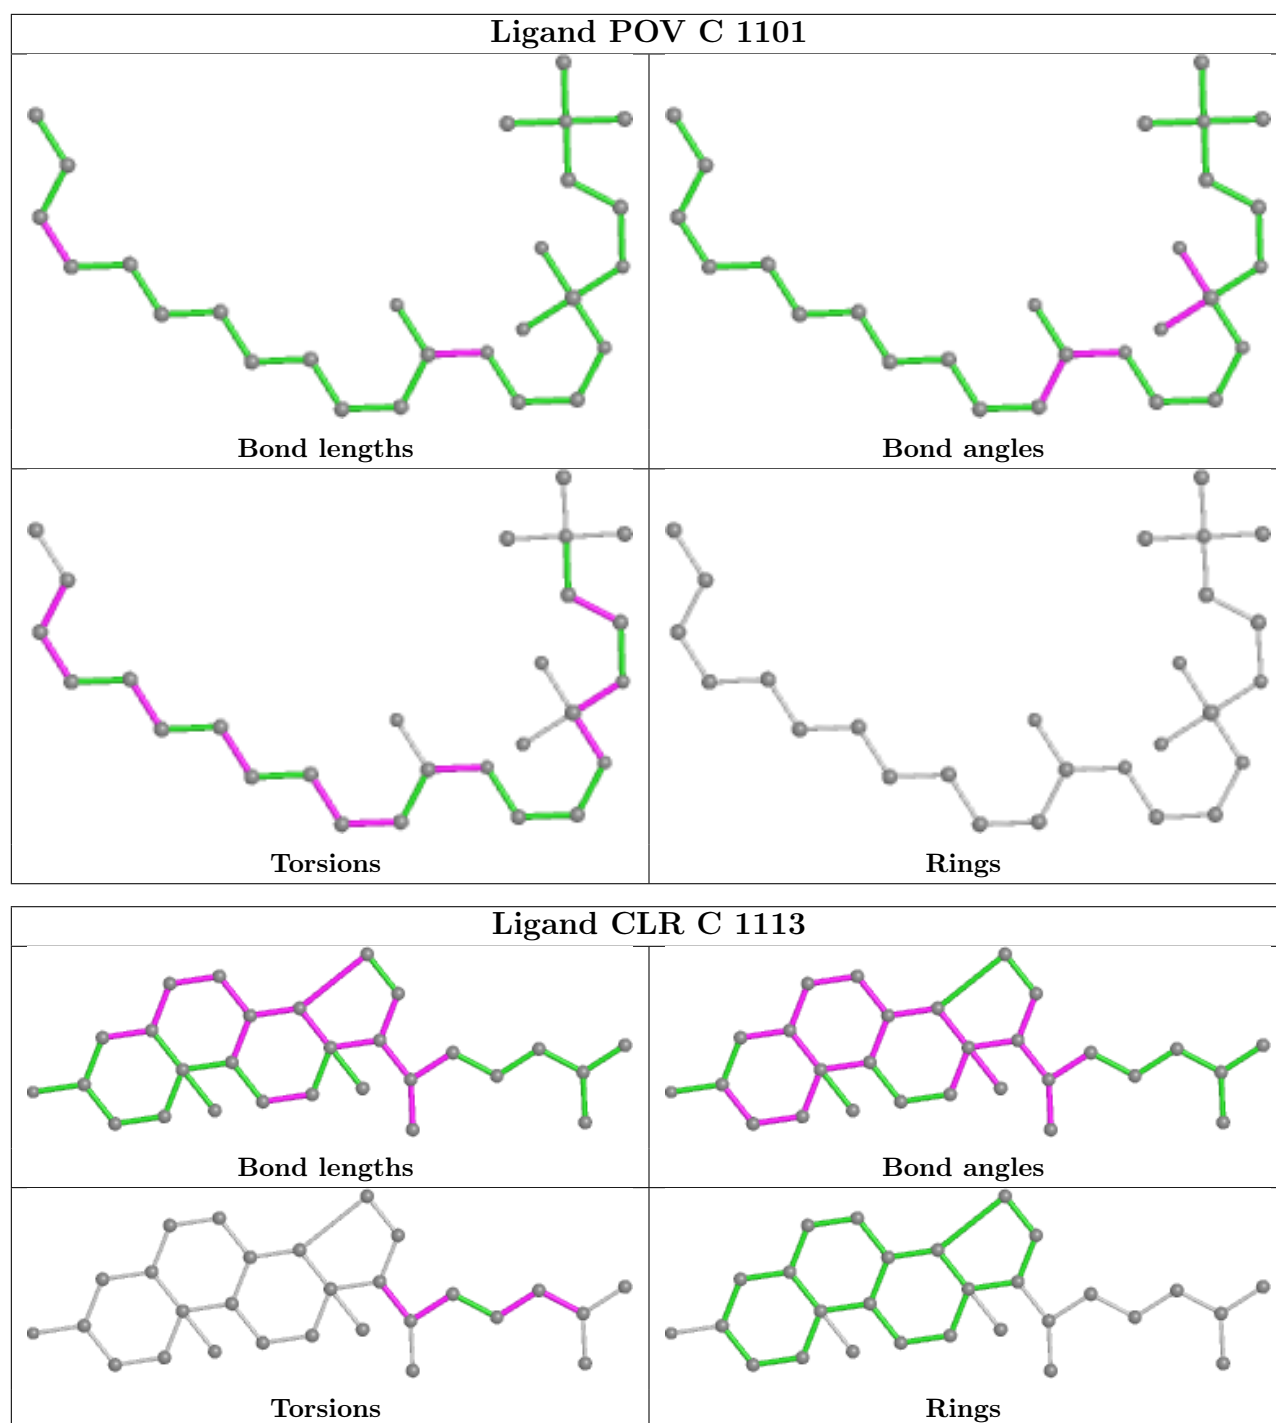 Ligand POV C 1101
Bond lengths
Bond angles
Torsions
Rings
Ligand CLR C 1113
Bond lengths
Bond angles
Torsions
Rings